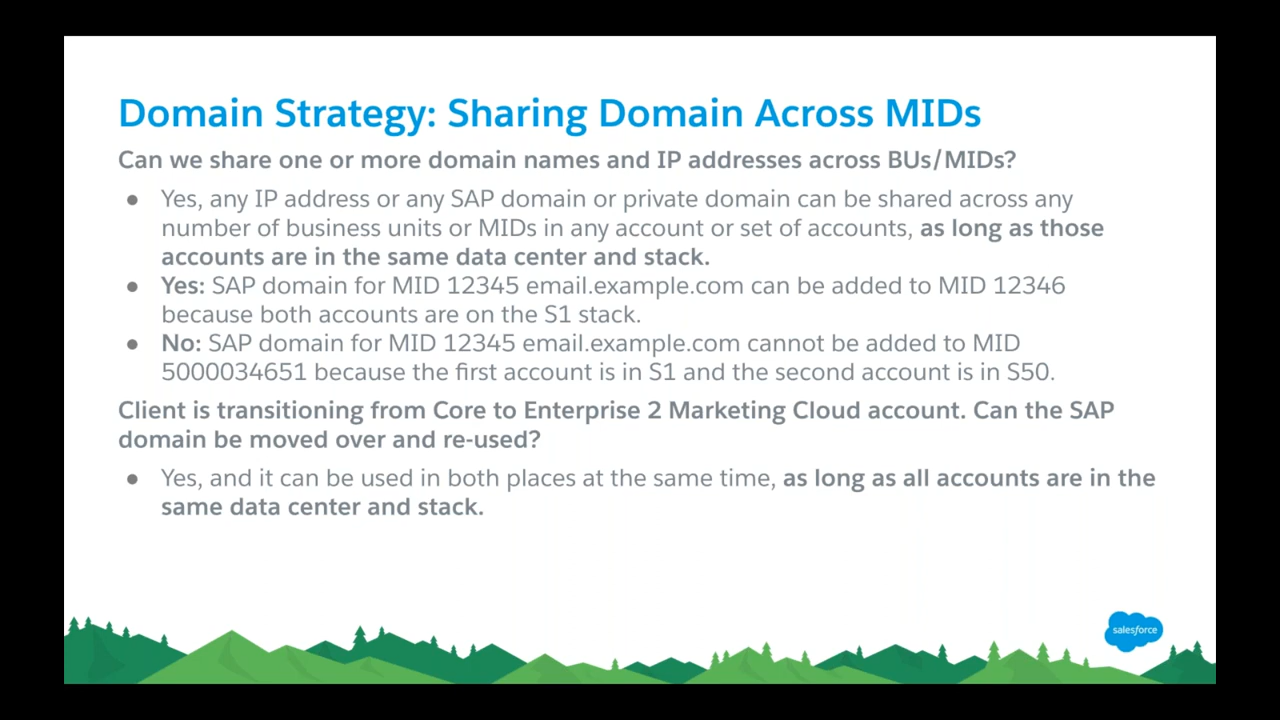 Domain Strategy: Sharing Domain Across MIDs
Can we share one or more domain names and IP addresses across BUs/MIDs?
● Yes, any IP address or any SAP domain or private domain can be shared across any
number of business units or MIDs in any account or set of accounts, as long as those
accounts are in the same data center and stack.
● Yes: SAP domain for MID 12345 email.example.com can be added to MID 12346
because both accounts are on the S1 stack.
● No: SAP domain for MID 12345 email.example.com cannot be added to MID
5000034651 because the first account is in S1 and the second account is in S50.
Client is transitioning from Core to Enterprise 2 Marketing Cloud account. Can the SAP
domain be moved over and re-used?
● Yes, and it can be used in both places at the same time, as long as all accounts are in the
same data center and stack.
salesforce